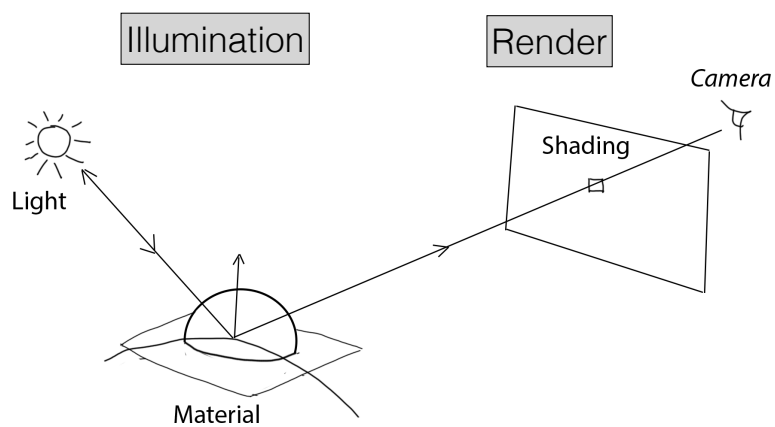 Illumination
Render
Camera
Shading
Light
Material